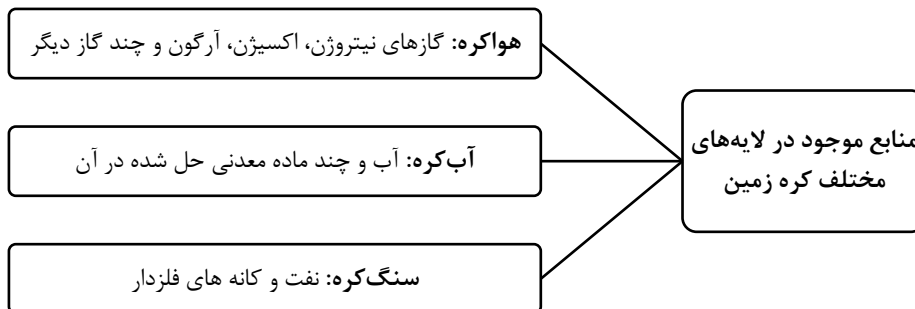 منابع موجود در لایه‌های
مختلف کره زمین
هواکره: گازهای نیتروژن، اکسیژن، آرگون و چند گاز دیگر
آب‌کره: آب و چند ماده معدنی حل شده در آن
سنگ‌کره: نفت و کانه های فلزدار